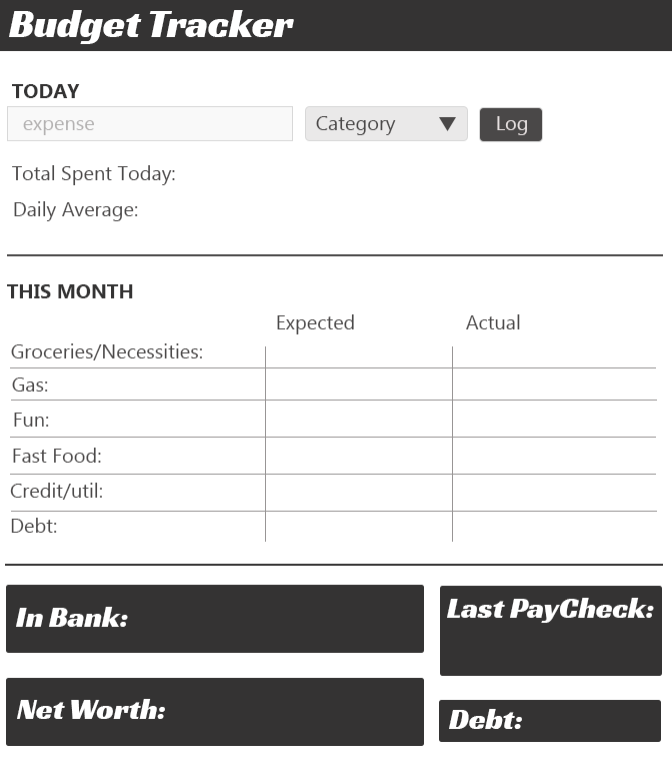 Budget Tracker
TODAY
expense Category Log
Total Spent Today:
Daily Average:
THIS MONTH
Expected Actual
Groceries/Necessities:
Gas:
Fun:
Fast Food:
Credit/util:
Debt:
In Bank:
Last PayCheck:
Net Worth:
Debt: